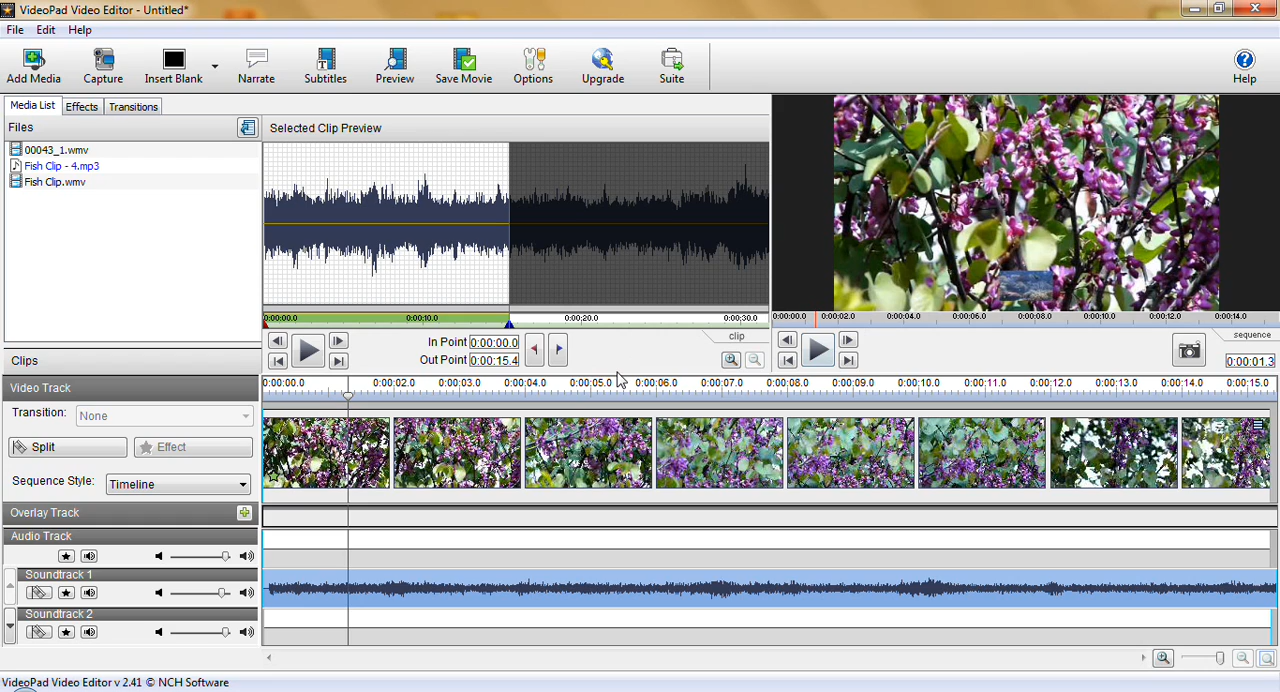 VideoPad Video Editor - Untitled*
File Edit Help
Add Media Capture Insert Blank Narrate Subtitles Preview Save Movie Options Upgrade Suite Help
Media List Effects Transitions
Files
00043_1.wmv
Fish Clip - 4.mp3
Fish Clip.wmv
Selected Clip Preview
0:00:00.0 0:00:10.0 0:00:20.0 0:00:30.0
In Point 0:00:00.0
Out Point 0:00:15.4
clip
0:00:00.0 0:00:02.0 0:00:04.0 0:00:06.0 0:00:08.0 0:00:10.0 0:00:12.0 0:00:14.0
sequence
0:00:01.3
Clips
Video Track
0:00:00.0 0:00:02.0 0:00:03.0 0:00:04.0 0:00:05.0 0:00:06.0 0:00:07.0 0:00:08.0 0:00:09.0 0:00:10.0 0:00:11.0 0:00:12.0 0:00:13.0 0:00:14.0 0:00:15.0
Transition: None
Split Effect
Sequence Style: Timeline
Overlay Track
Audio Track
Soundtrack 1
Soundtrack 2
VideoPad Video Editor v 2.41 © NCH Software